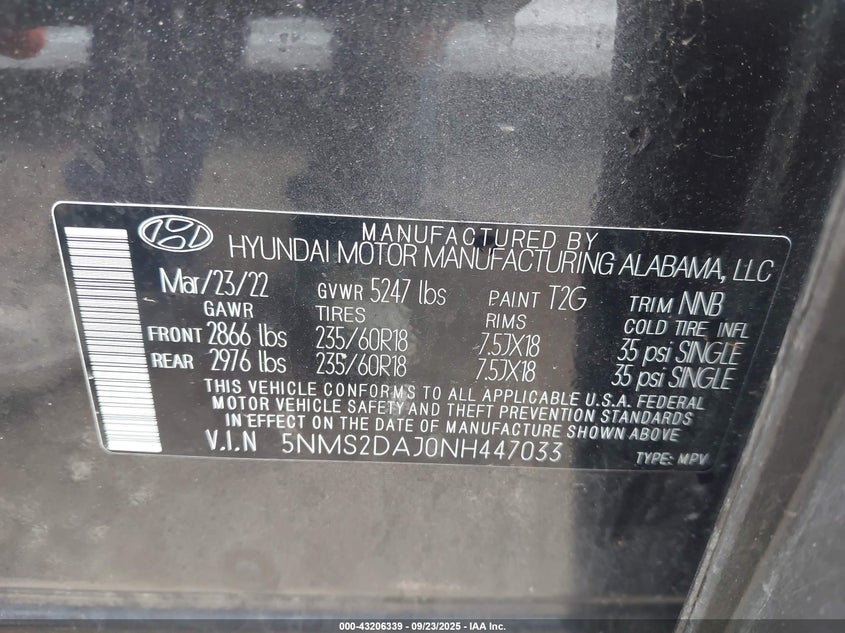 MANUFACTURED BY
HYUNDAI MOTOR MANUFACTURING ALABAMA, LLC
Mar/23/22 GVWR 5247 lbs PAINT T2G TRIM NNB
GAWR TIRES RIMS COLD TIRE INFL
FRONT 2866 lbs 235/60R18 7.5JX18 35 psi SINGLE
REAR 2976 lbs 235/60R18 7.5JX18 35 psi SINGLE
THIS VEHICLE CONFORMS TO ALL APPLICABLE U.S.A. FEDERAL
MOTOR VEHICLE SAFETY AND THEFT PREVENTION STANDARDS
IN EFFECT ON THE DATE OF MANUFACTURE SHOWN ABOVE
V.I.N 5NMS2DAJ0NH447033 TYPE: MPV
000-43206339 - 09/23/2025 - IAA Inc.